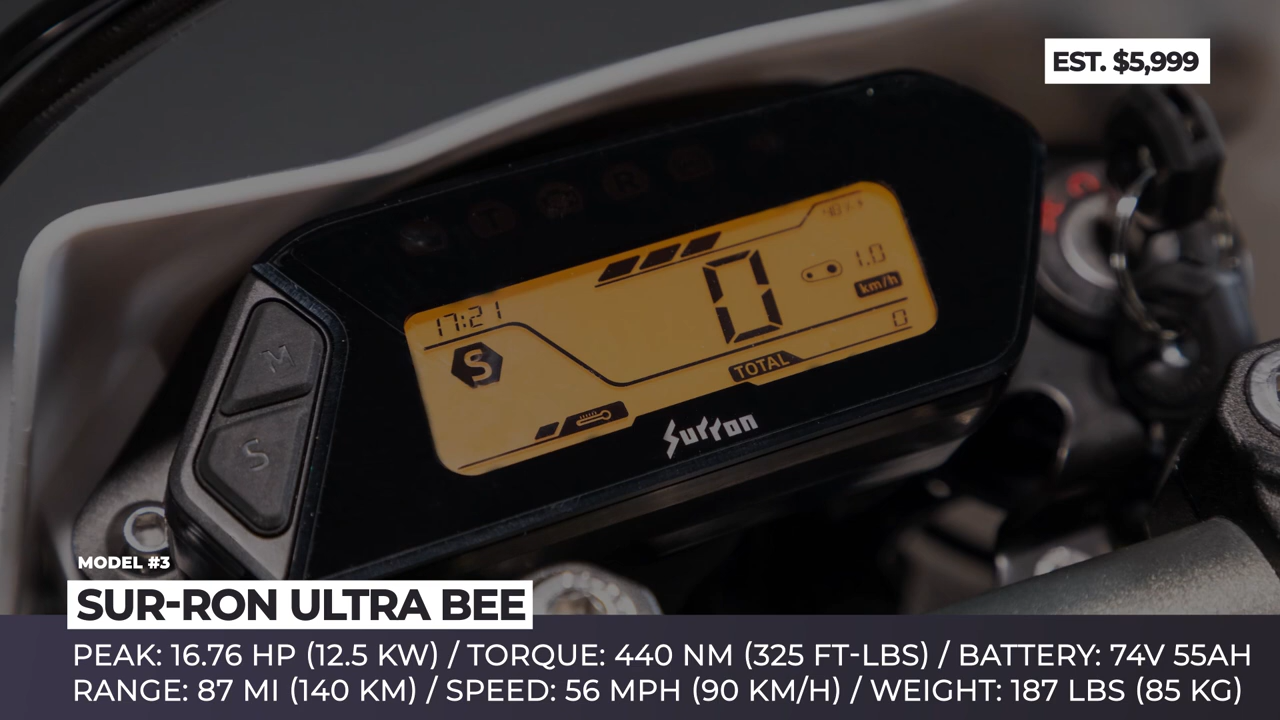 EST. $5,999
17:21
S
0
1.0
km/h
0
TOTAL
surron
M
S
R
MODEL #3
SUR-RON ULTRA BEE
PEAK: 16.76 HP (12.5 KW) / TORQUE: 440 NM (325 FT-LBS) / BATTERY: 74V 55AH
RANGE: 87 MI (140 KM) / SPEED: 56 MPH (90 KM/H) / WEIGHT: 187 LBS (85 KG)